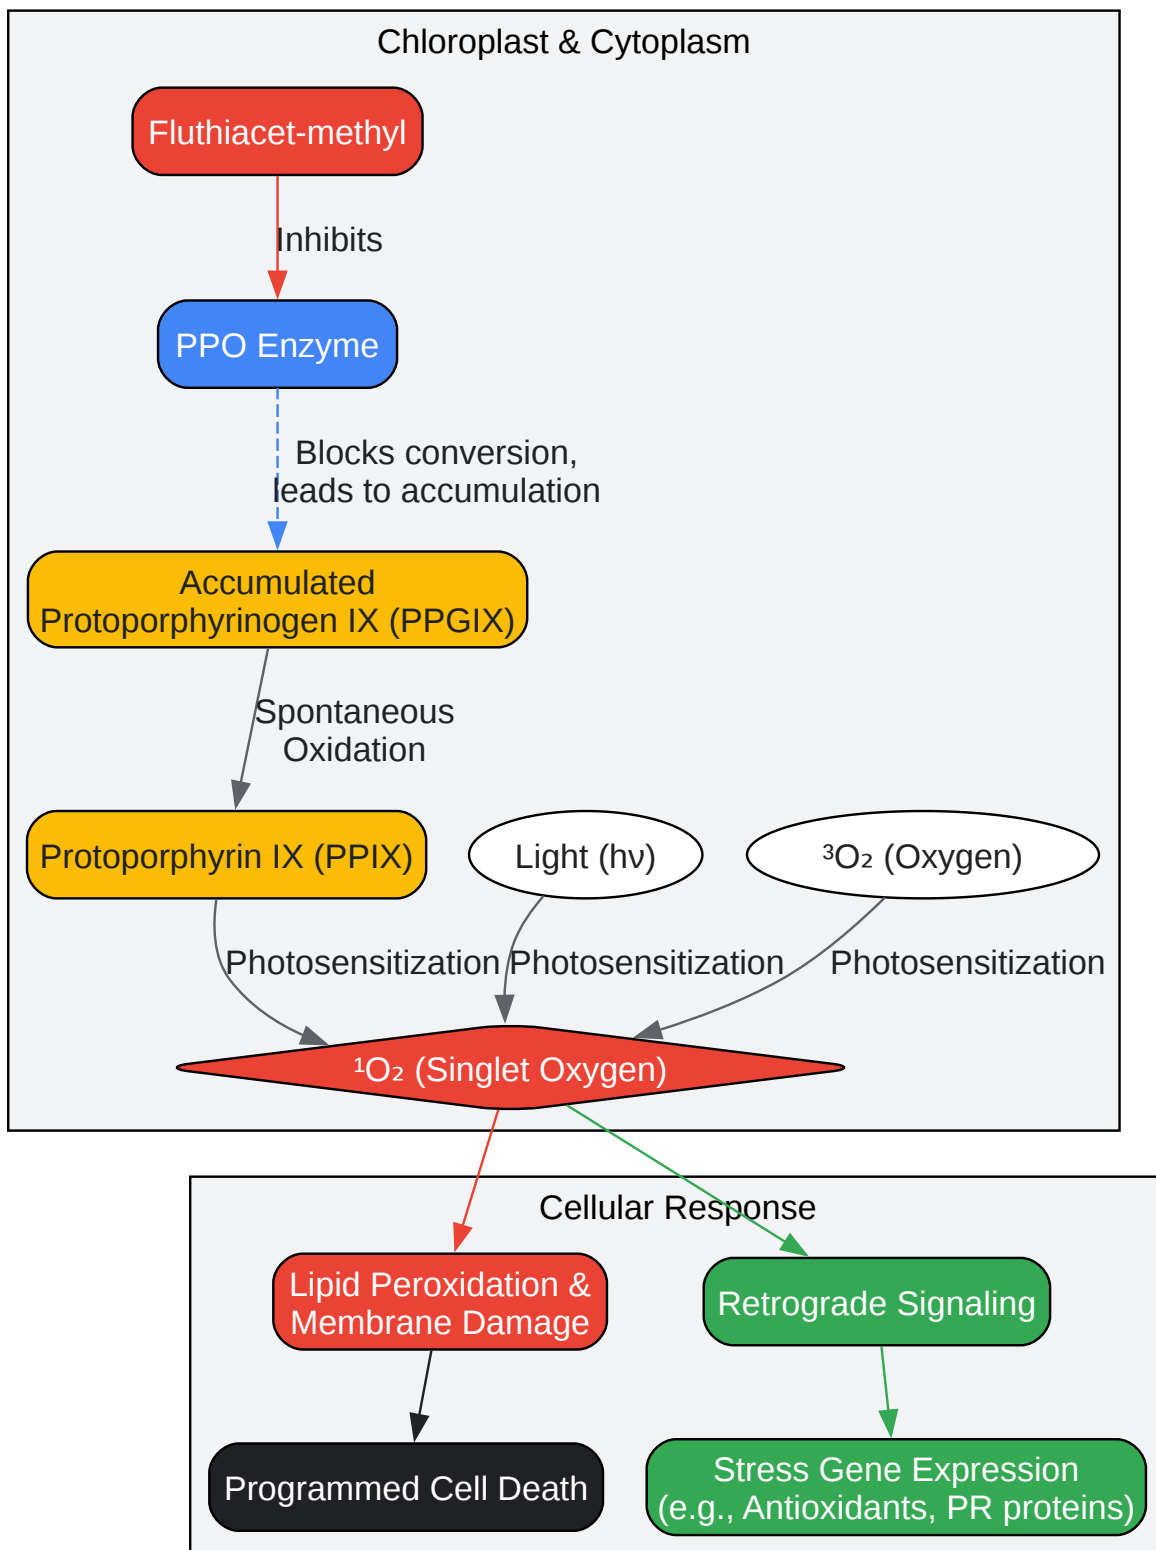 Chloroplast & Cytoplasm
Fluthiacet-methyl
Inhibits
PPO Enzyme
Blocks conversion,
leads to accumulation
Accumulated
Protoporphyrinogen IX (PPGIX)
Spontaneous
Oxidation
Protoporphyrin IX (PPIX)
Light (hν)
³O₂ (Oxygen)
Photosensitization
Photosensitization
Photosensitization
¹O₂ (Singlet Oxygen)
Cellular Response
Lipid Peroxidation &
Membrane Damage
Retrograde Signaling
Programmed Cell Death
Stress Gene Expression
(e.g., Antioxidants, PR proteins)